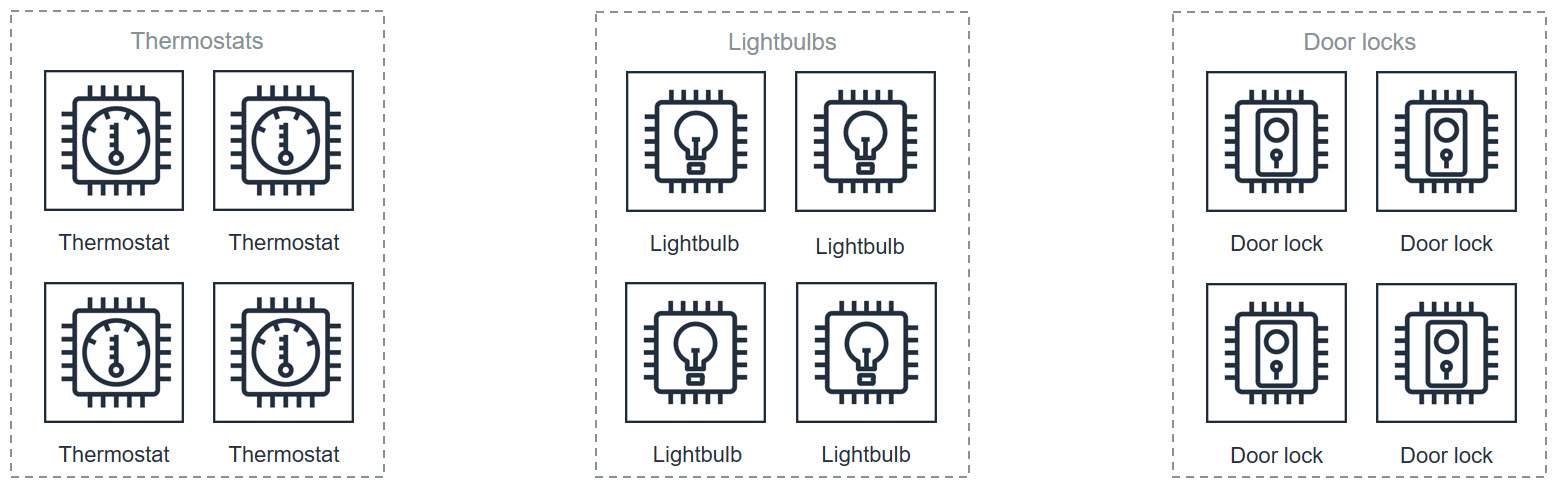 Thermostats
Thermostat
Thermostat
Thermostat
Thermostat
Lightbulbs
Lightbulb
Lightbulb
Lightbulb
Lightbulb
Door locks
Door lock
Door lock
Door lock
Door lock